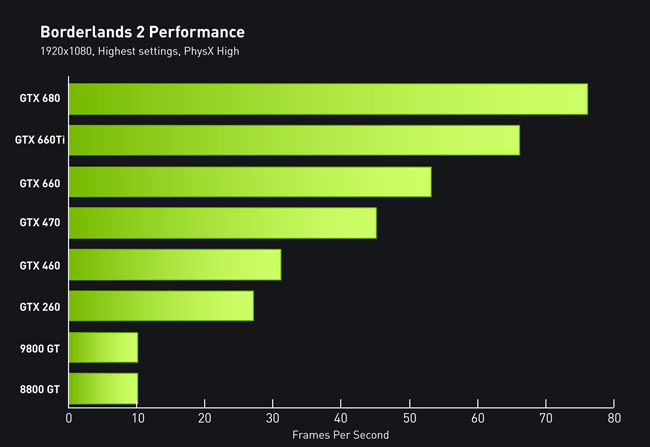 Borderlands 2 Performance
1920x1080, Highest settings, PhysX High
GTX 680
GTX 660Ti
GTX 660
GTX 470
GTX 460
GTX 260
9800 GT
8800 GT
0 10 20 30 40 50 60 70 80
Frames Per Second